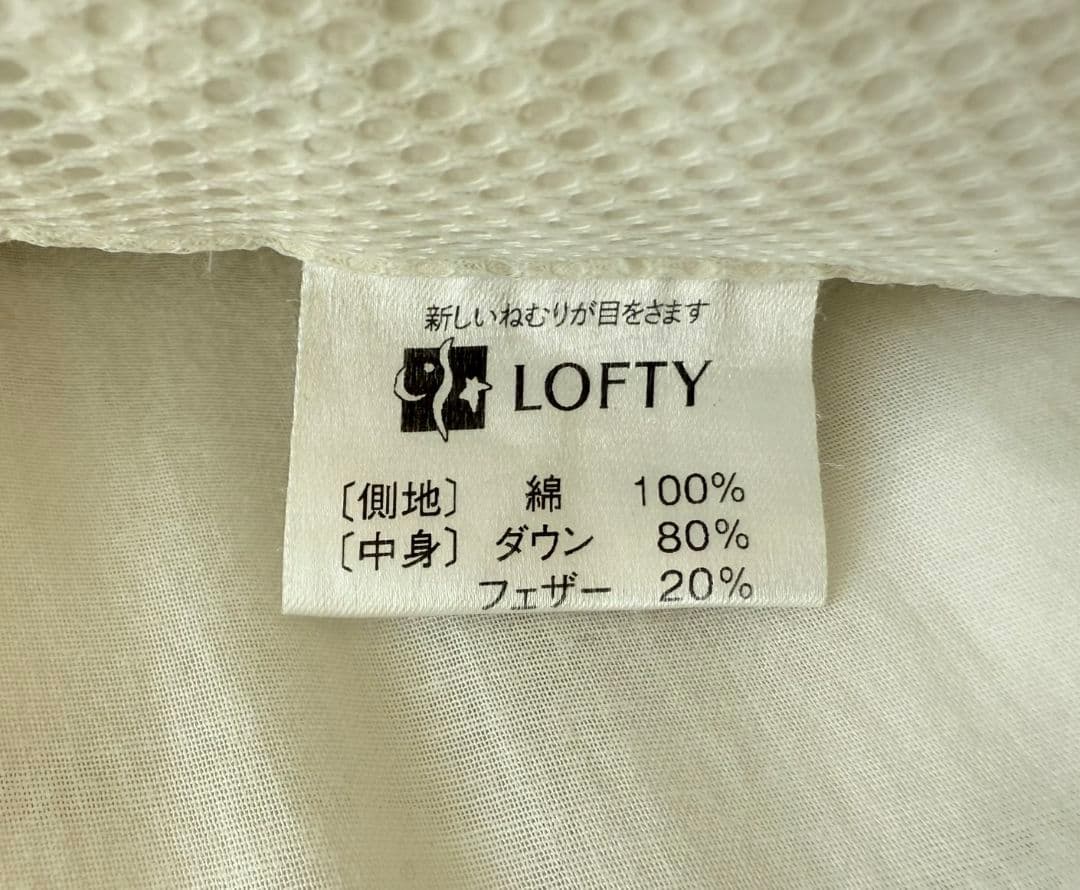 新しいねむりが目をさます
LOFTY
〔側地〕 綿 100%
〔中身〕 ダウン 80%
フェザー 20%